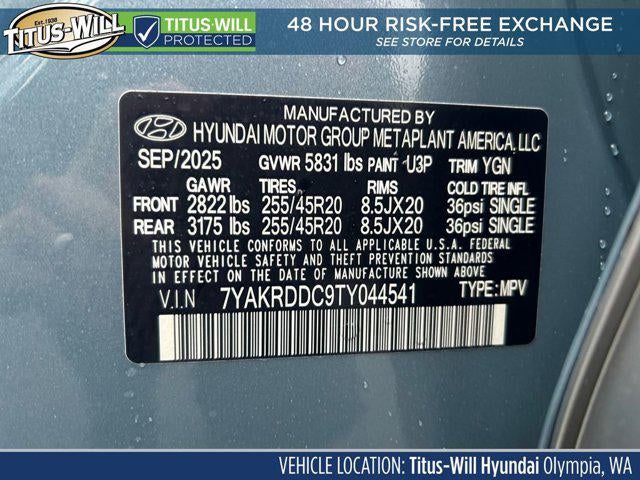 Est. 1938
TITUS-WILL
TITUS-WILL
PROTECTED
48 HOUR RISK-FREE EXCHANGE
SEE STORE FOR DETAILS
MANUFACTURED BY
HYUNDAI MOTOR GROUP METAPLANT AMERICA, LLC
SEP/2025 GVWR 5831 lbs PAINT U3P TRIM YGN
GAWR TIRES RIMS COLD TIRE INFL
FRONT 2822 lbs 255/45R20 8.5JX20 36psi SINGLE
REAR 3175 lbs 255/45R20 8.5JX20 36psi SINGLE
THIS VEHICLE CONFORMS TO ALL APPLICABLE U.S.A. FEDERAL
MOTOR VEHICLE SAFETY AND THEFT PREVENTION STANDARDS
IN EFFECT ON THE DATE OF MANUFACTURE SHOWN ABOVE.
V.I.N 7YAKRDDC9TY044541 TYPE: MPV
VEHICLE LOCATION: Titus-Will Hyundai Olympia, WA